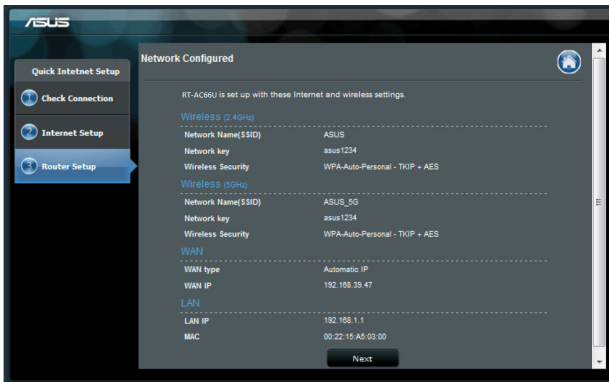 ASUS
Quick Intetnet Setup
1 Check Connection
2 Internet Setup
3 Router Setup
Network Configured
RT-AC66U is set up with these Internet and wireless settings.
Wireless (2.4GHz)
Network Name(SSID) ASUS
Network key asus1234
Wireless Security WPA-Auto-Personal - TKIP + AES
Wireless (5GHz)
Network Name(SSID) ASUS_5G
Network key asus1234
Wireless Security WPA-Auto-Personal - TKIP + AES
WAN
WAN type Automatic IP
WAN IP 192.168.39.47
LAN
LAN IP 192.168.1.1
MAC 00:22:15:A5:03:00
Next